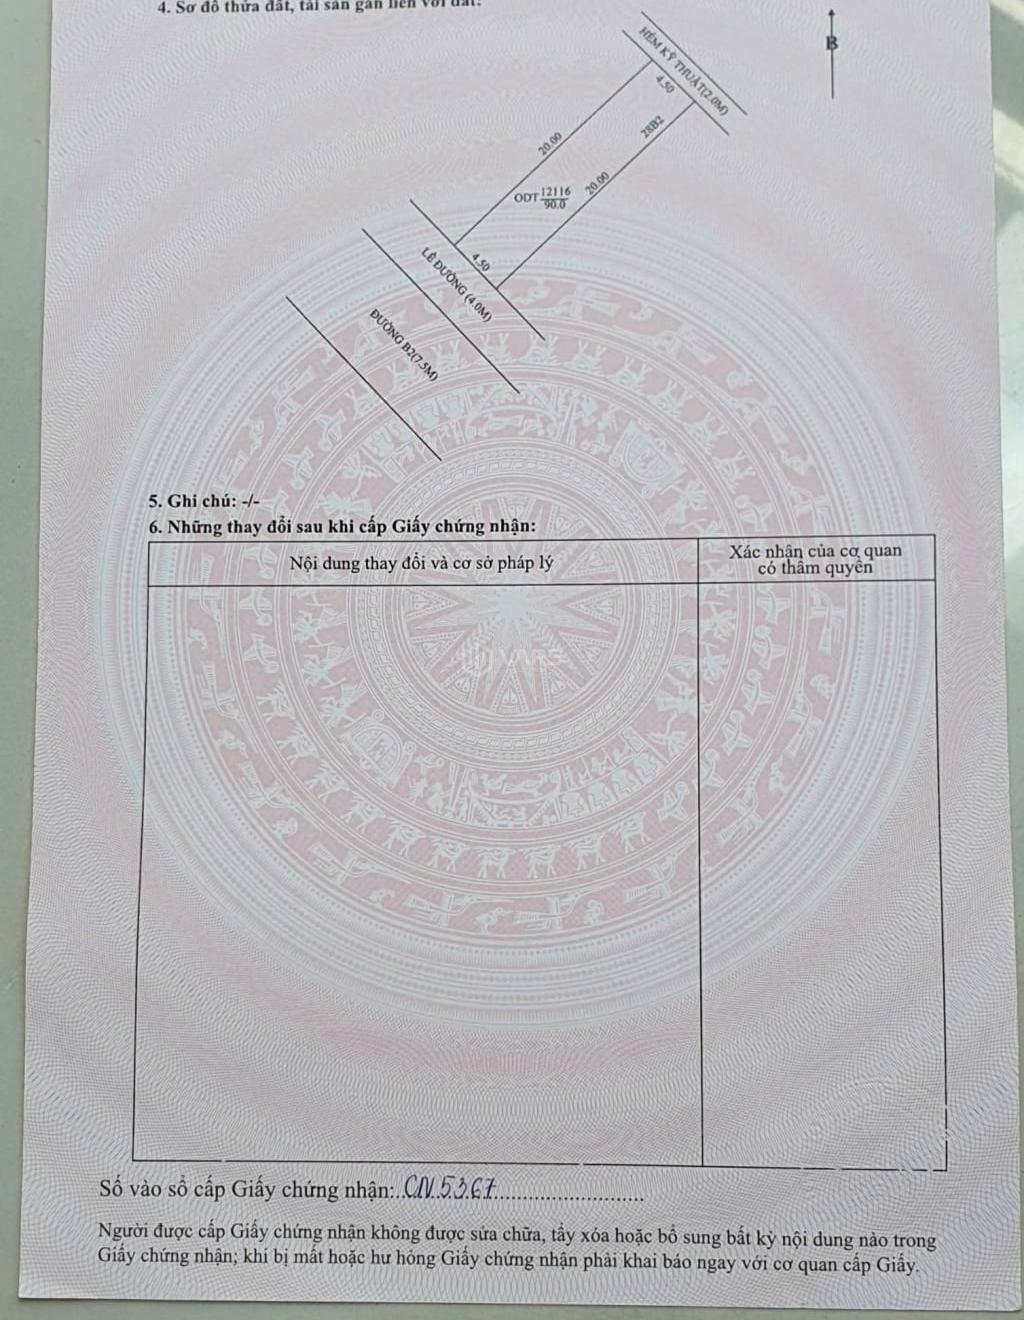 4. Sơ đồ thửa đất, tài sản gắn liền với đất:
B
HẺM KỸ THUẬT(2.0M)
4.50
20.00
28B2
ODT 12116
90.0
20.00
4.50
LỀ ĐƯỜNG (4.0M)
ĐƯỜNG B2(7.5M)
5. Ghi chú: -/-
6. Những thay đổi sau khi cấp Giấy chứng nhận:
Nội dung thay đổi và cơ sở pháp lý
Xác nhận của cơ quan
có thẩm quyền
VARS
Số vào sổ cấp Giấy chứng nhận:..CN.5367..............................
Người được cấp Giấy chứng nhận không được sửa chữa, tẩy xóa hoặc bổ sung bất kỳ nội dung nào trong
Giấy chứng nhận; khi bị mất hoặc hư hỏng Giấy chứng nhận phải khai báo ngay với cơ quan cấp Giấy.